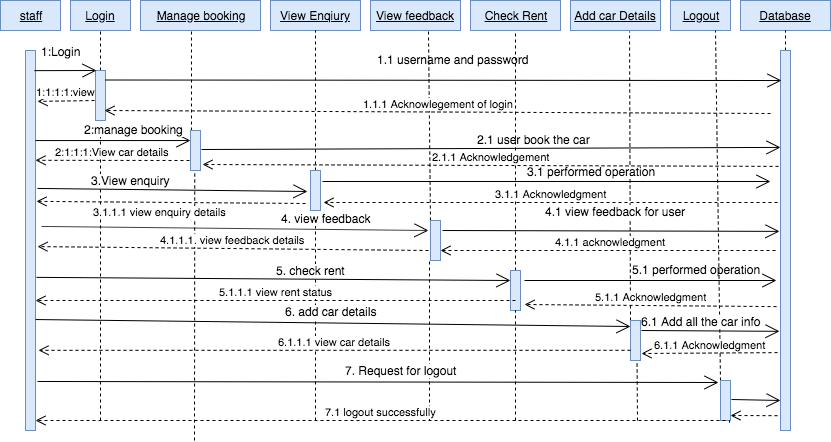 staff
Login
Manage booking
View Enqiury
View feedback
Check Rent
Add car Details
Logout
Database
1:Login
1.1 username and password
1:1:1:1:view
1.1.1 Acknowlegement of login
2:manage booking
2.1 user book the car
2:1:1:1:View car details
2.1.1 Acknowledgement
3.View enquiry
3.1 performed operation
3.1.1 Acknowledgment
3.1.1.1 view enquiry details
4. view feedback
4.1 view feedback for user
4.1.1.1. view feedback details
4.1.1 acknowledgment
5. check rent
5.1 performed operation
5.1.1.1 view rent status
5.1.1 Acknowledgment
6. add car details
6.1 Add all the car info
6.1.1.1 view car details
6.1.1 Acknowledgment
7. Request for logout
7.1 logout successfully